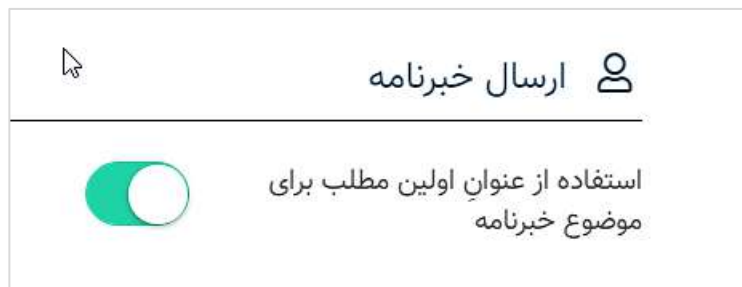 ارسال خبرنامه
استفاده از عنوانِ اولین مطلب برای
موضوع خبرنامه